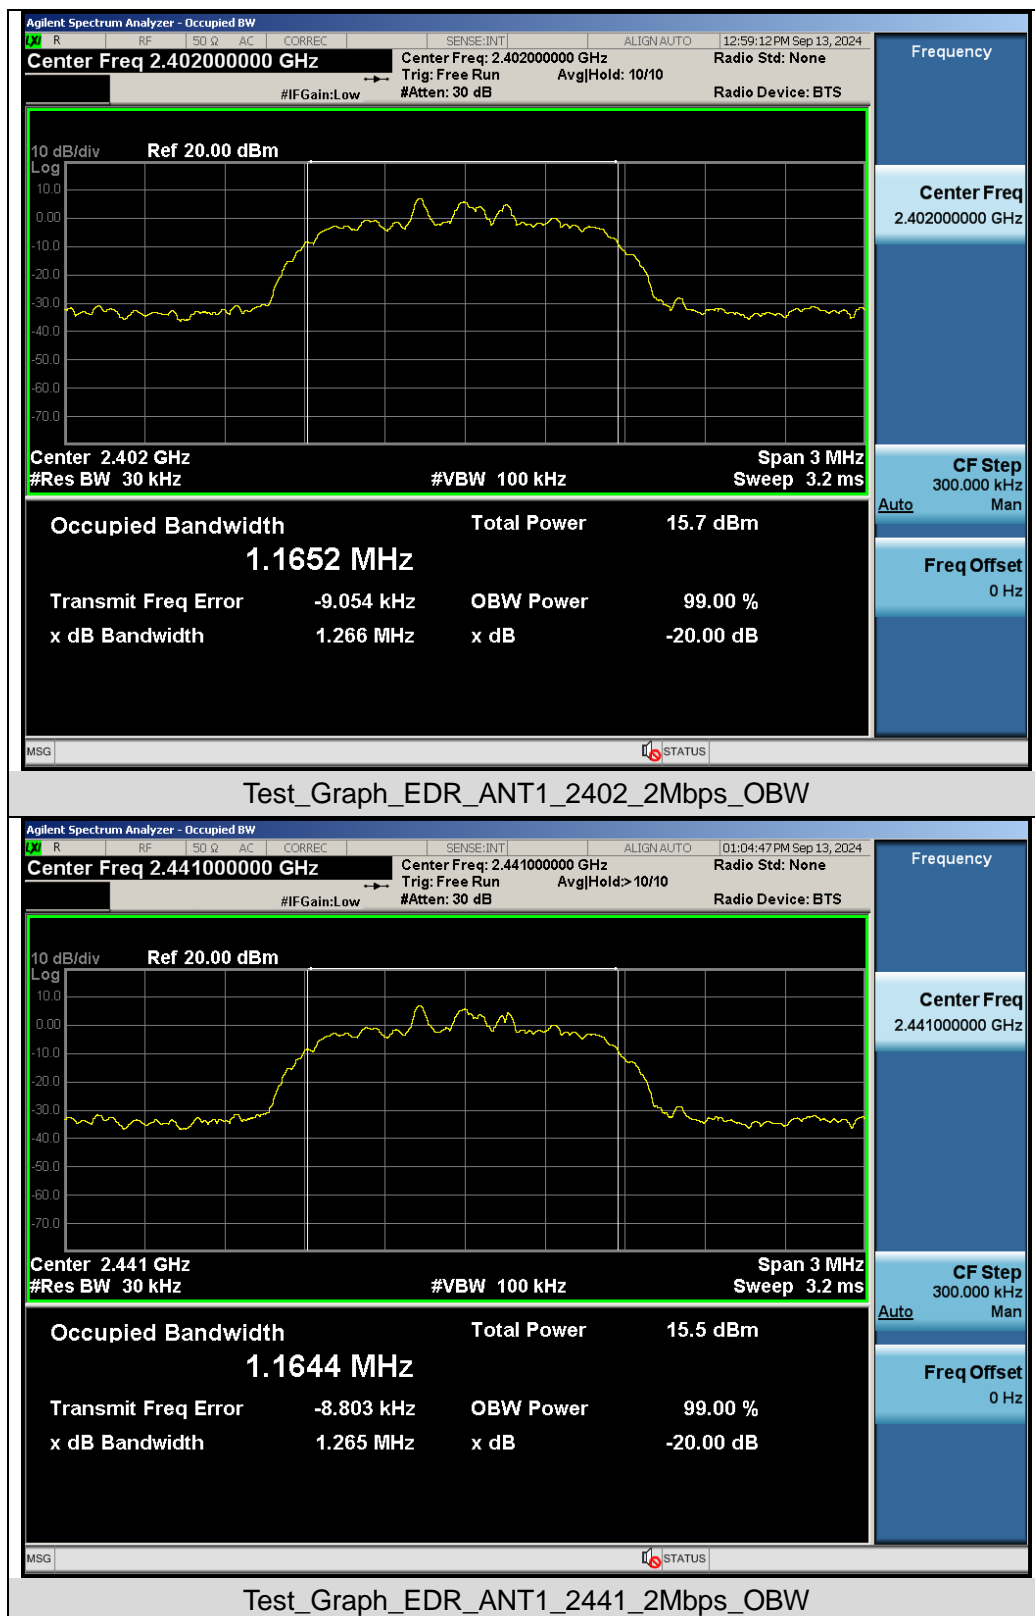 Agilent Spectrum Analyzer - Occupied BW
LXI R RF 50 Ω AC CORREC SENSE:INT ALIGN AUTO 12:59:12 PM Sep 13, 2024
Center Freq 2.402000000 GHz
Center Freq: 2.402000000 GHz
Radio Std: None
Trig: Free Run Avg|Hold: 10/10
#IFGain:Low #Atten: 30 dB Radio Device: BTS
Frequency
10 dB/div Ref 20.00 dBm
Log
10.0
0.00
-10.0
-20.0
-30.0
-40.0
-50.0
-60.0
-70.0
Center 2.402 GHz Span 3 MHz
#Res BW 30 kHz #VBW 100 kHz Sweep 3.2 ms
Center Freq
2.402000000 GHz
CF Step
300.000 kHz
Auto Man
Freq Offset
0 Hz
Occupied Bandwidth Total Power 15.7 dBm
1.1652 MHz
Transmit Freq Error -9.054 kHz OBW Power 99.00 %
x dB Bandwidth 1.266 MHz x dB -20.00 dB
MSG STATUS
Test_Graph_EDR_ANT1_2402_2Mbps_OBW
Agilent Spectrum Analyzer - Occupied BW
LXI R RF 50 Ω AC CORREC SENSE:INT ALIGN AUTO 01:04:47 PM Sep 13, 2024
Center Freq 2.441000000 GHz
Center Freq: 2.441000000 GHz
Radio Std: None
Trig: Free Run Avg|Hold:>10/10
#IFGain:Low #Atten: 30 dB Radio Device: BTS
Frequency
10 dB/div Ref 20.00 dBm
Log
10.0
0.00
-10.0
-20.0
-30.0
-40.0
-50.0
-60.0
-70.0
Center 2.441 GHz Span 3 MHz
#Res BW 30 kHz #VBW 100 kHz Sweep 3.2 ms
Center Freq
2.441000000 GHz
CF Step
300.000 kHz
Auto Man
Freq Offset
0 Hz
Occupied Bandwidth Total Power 15.5 dBm
1.1644 MHz
Transmit Freq Error -8.803 kHz OBW Power 99.00 %
x dB Bandwidth 1.265 MHz x dB -20.00 dB
MSG STATUS
Test_Graph_EDR_ANT1_2441_2Mbps_OBW